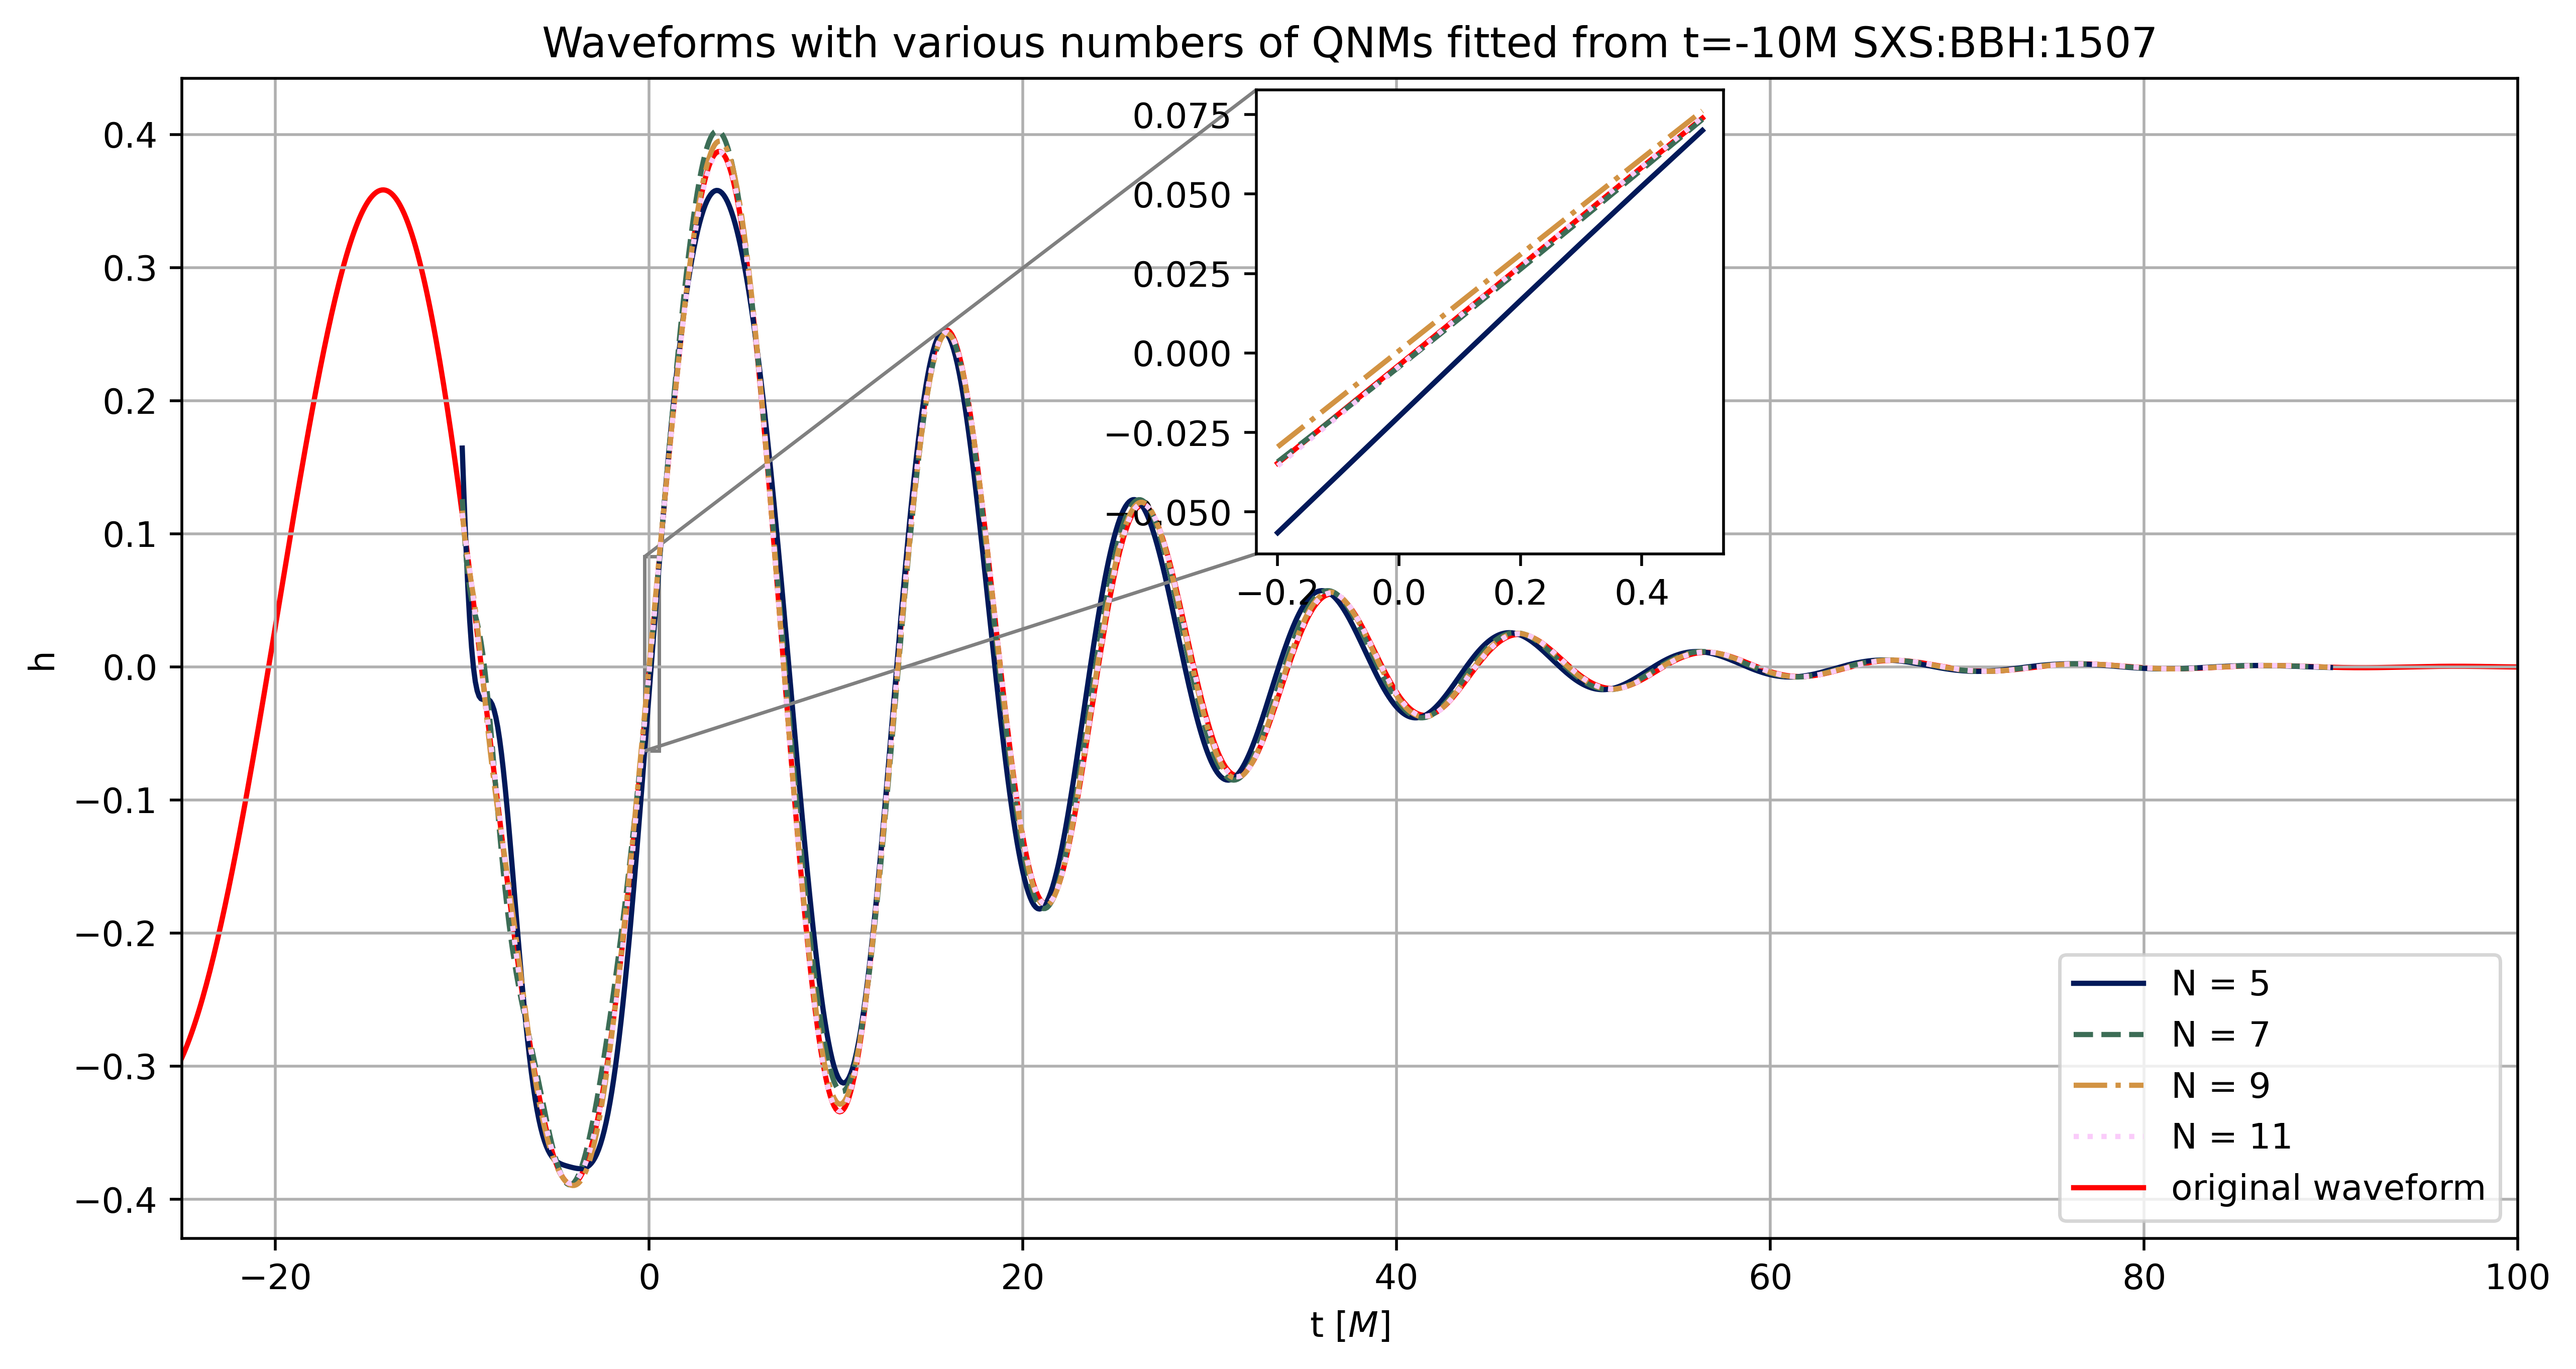 Waveforms with various numbers of QNMs fitted from t=-10M SXS:BBH:1507
h
0.4
0.3
0.2
0.1
0.0
−0.1
−0.2
−0.3
−0.4
0.075
0.050
0.025
0.000
−0.025
−0.050
−0.2 0.0 0.2 0.4
N = 5
N = 7
N = 9
N = 11
original waveform
−20 0 20 40 60 80 100
t [M]